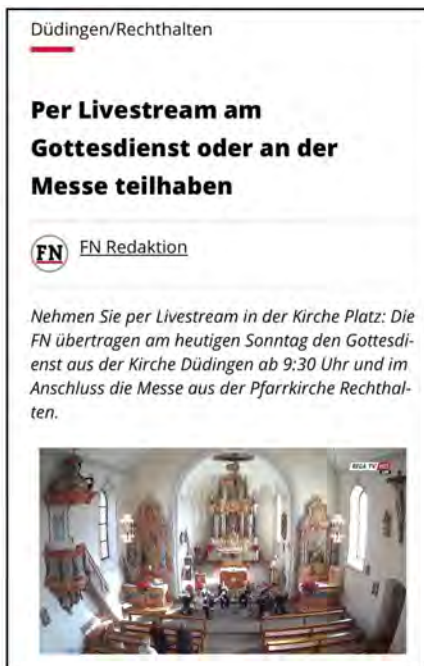 Düdingen/Rechthalten
Per Livestream am
Gottesdienst oder an der
Messe teilhaben
FN FN Redaktion
Nehmen Sie per Livestream in der Kirche Platz: Die
FN übertragen am heutigen Sonntag den Gottesdi-
enst aus der Kirche Düdingen ab 9:30 Uhr und im
Anschluss die Messe aus der Pfarrkirche Rechthal-
ten.
REGA TV